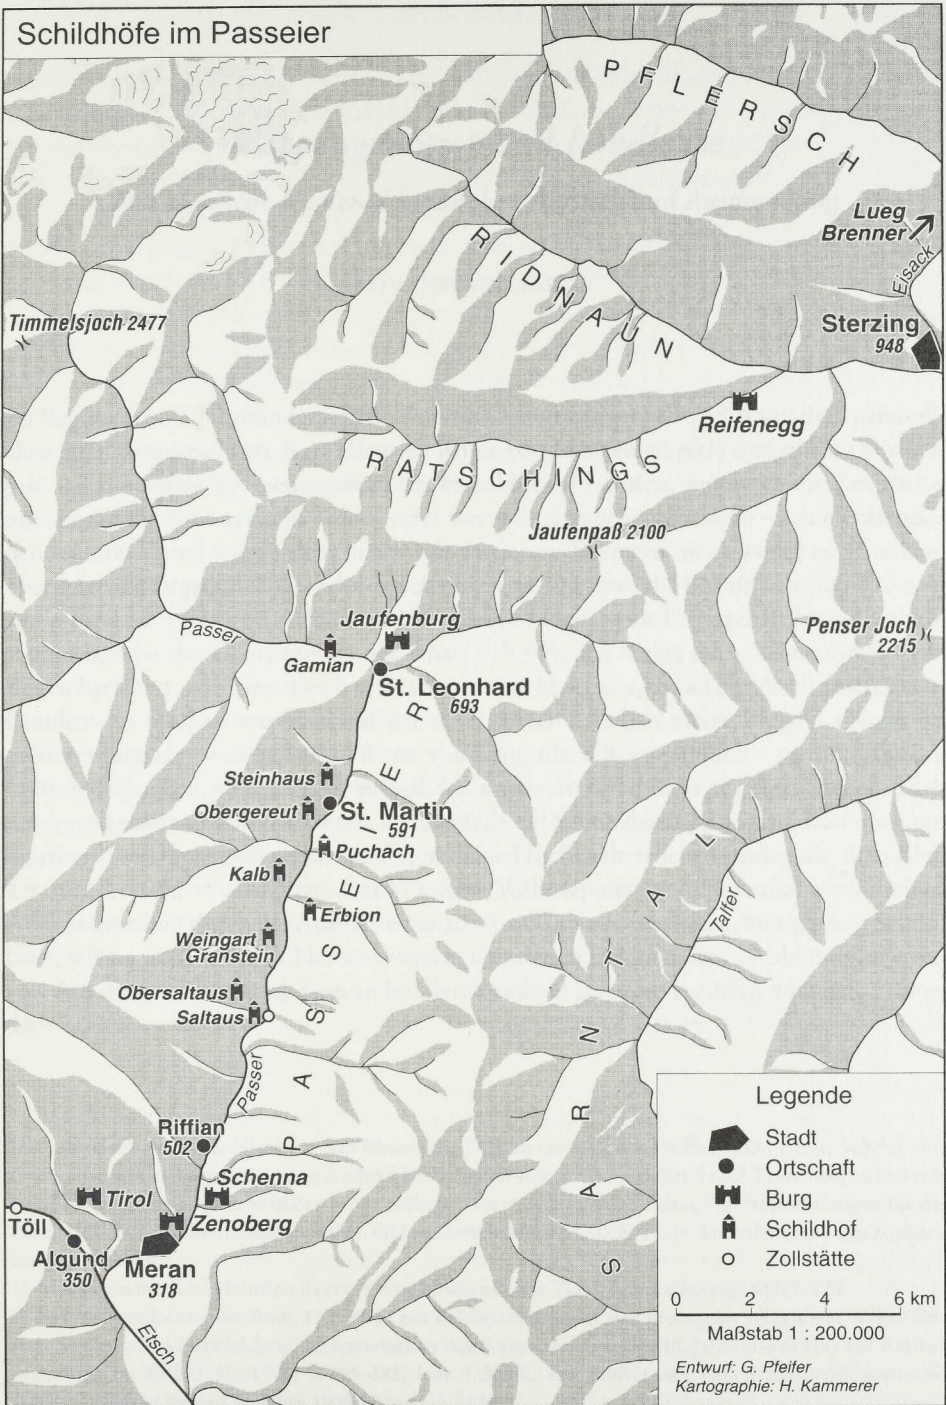 Schildhöfe im Passeier
PFLERSCH
Lueg
Brenner
Eisack
RIDNAUN
Timmelsjoch 2477
Sterzing
948
Reifenegg
RATSCHINGS
Jaufenpaß 2100
Jaufenburg
Passer
Gamian
Penser Joch
2215
St. Leonhard
693
Steinhaus
Obergereut
St. Martin
591
Puchach
Kalb
Erbion
Weingart
Granstein
Obersaltaus
Saltaus
PASSEIER
SARNTAL
Talfer
Passer
Riffian
502
Schenna
Tirol
Zenoberg
Töll
Algund
350
Meran
318
Etsch
Legende
Stadt
Ortschaft
Burg
Schildhof
Zollstätte
0 2 4 6 km
Maßstab 1 : 200.000
Entwurf: G. Pfeifer
Kartographie: H. Kammerer